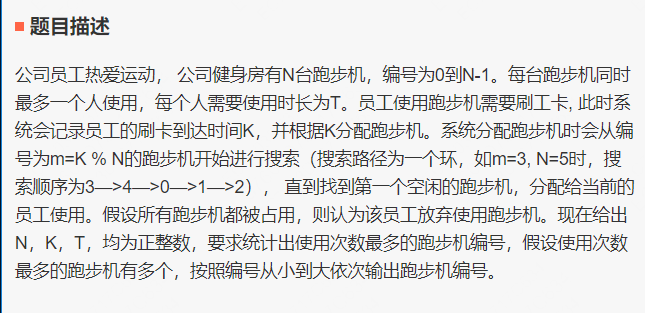 题目描述
公司员工热爱运动， 公司健身房有N台跑步机，编号为0到N-1。每台跑步机同时
最多一个人使用，每个人需要使用时长为T。员工使用跑步机需要刷工卡, 此时系
统会记录员工的刷卡到达时间K，并根据K分配跑步机。系统分配跑步机时会从编
号为m=K % N的跑步机开始进行搜索（搜索路径为一个环，如m=3, N=5时，搜
索顺序为3—>4—>0—>1—>2）， 直到找到第一个空闲的跑步机，分配给当前的
员工使用。假设所有跑步机都被占用，则认为该员工放弃使用跑步机。现在给出
N，K，T，均为正整数，要求统计出使用次数最多的跑步机编号，假设使用次数
最多的跑步机有多个，按照编号从小到大依次输出跑步机编号。